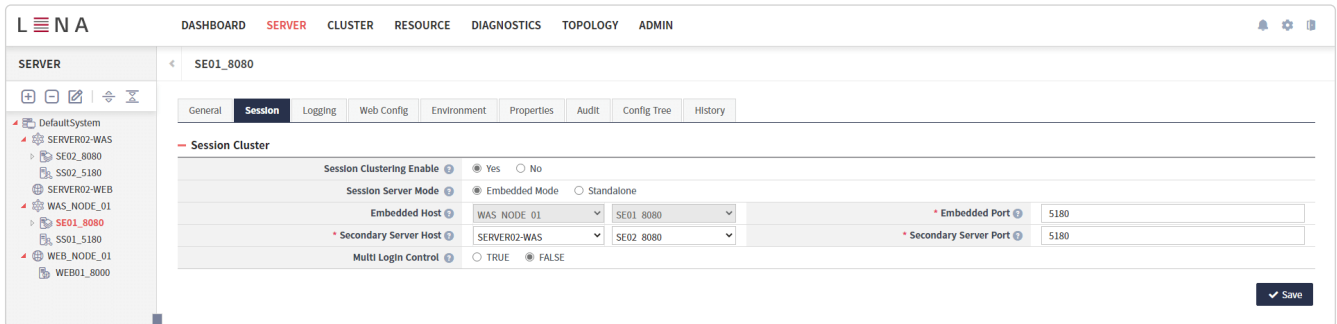 LENA
DASHBOARD SERVER CLUSTER RESOURCE DIAGNOSTICS TOPOLOGY ADMIN
SERVER
SE01_8080
General Session Logging Web Config Environment Properties Audit Config Tree History
DefaultSystem
SERVER02-WAS
SE02_8080
SS02_5180
SERVER02-WEB
WAS_NODE_01
SE01_8080
SS01_5180
WEB_NODE_01
WEB01_8000
Session Cluster
Session Clustering Enable ? Yes No
Session Server Mode ? Embedded Mode Standalone
Embedded Host ? WAS_NODE_01 SE01_8080 * Embedded Port ? 5180
* Secondary Server Host ? SERVER02-WAS SE02_8080 * Secondary Server Port ? 5180
Multi Login Control ? TRUE FALSE
Save